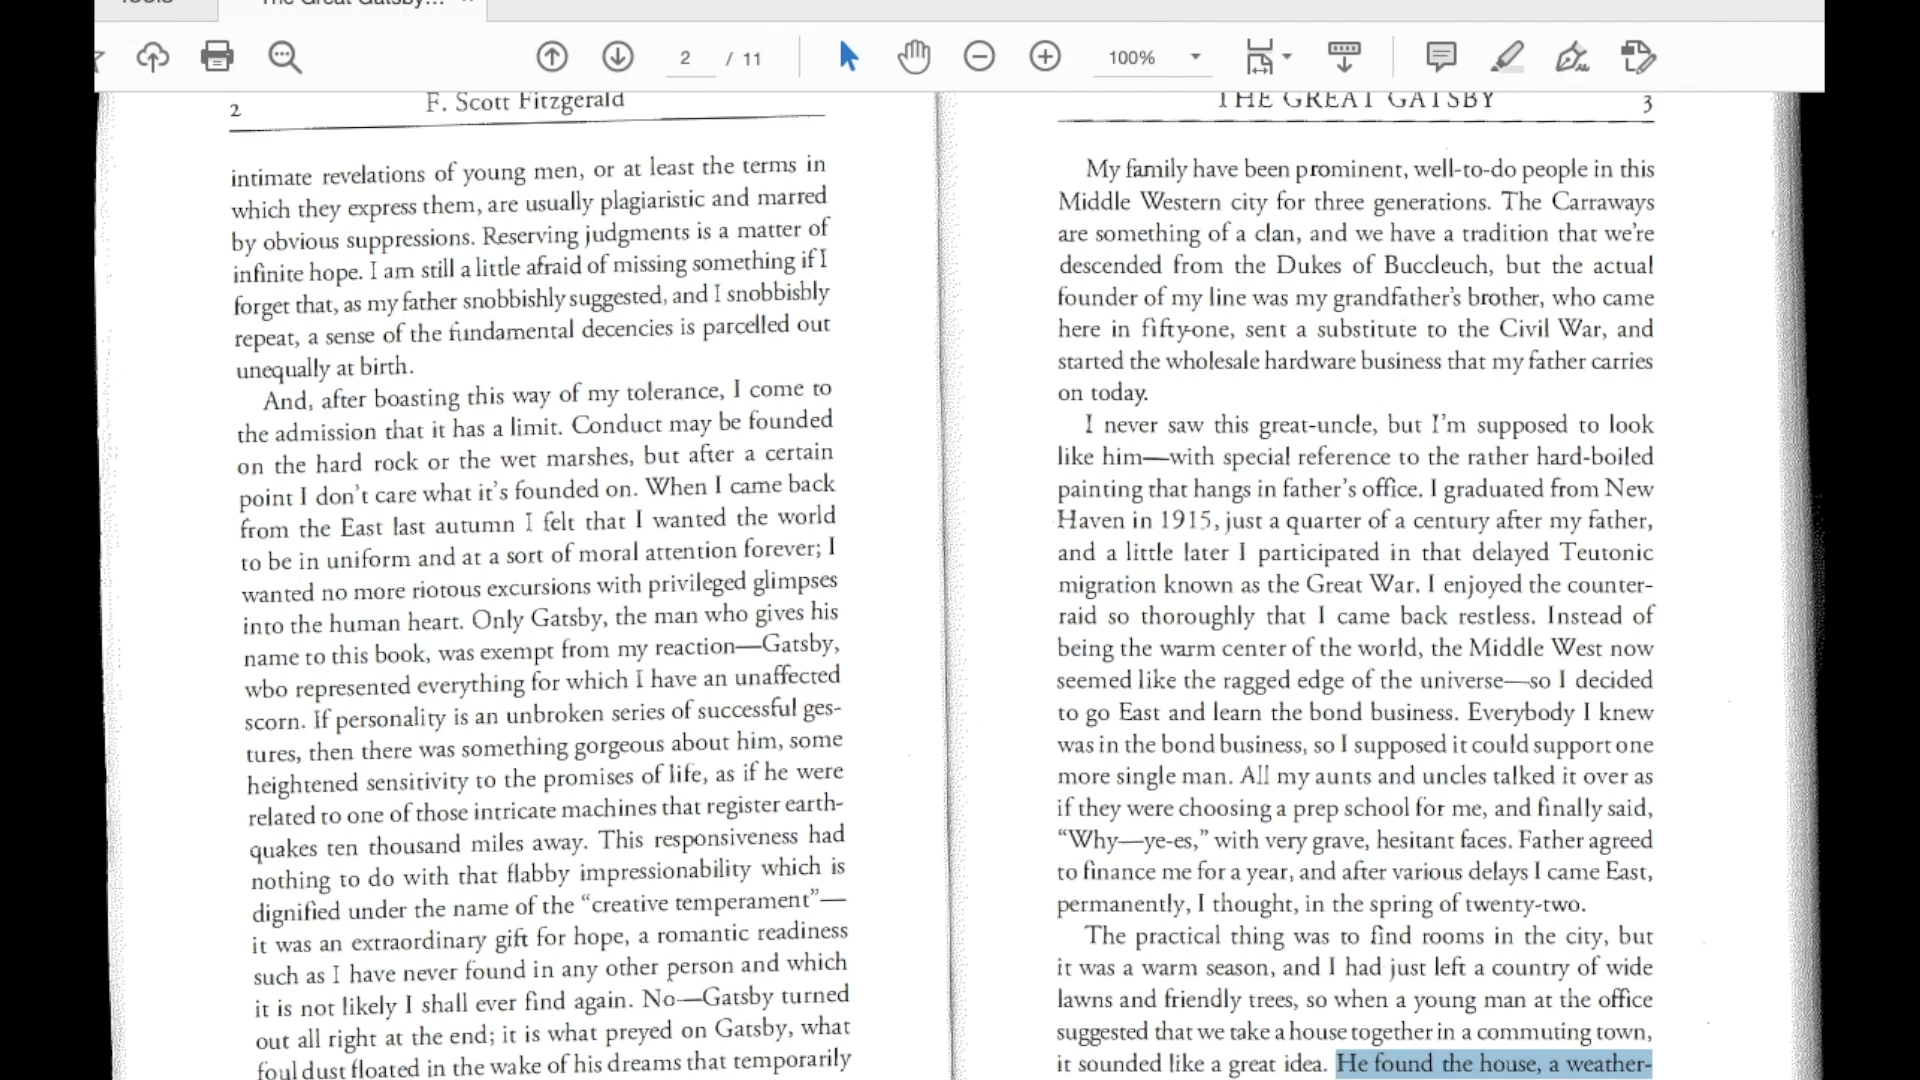 The Great Gatsby...
2 / 11
100%
2
F. Scott Fitzgerald
intimate revelations of young men, or at least the terms in
which they express them, are usually plagiaristic and marred
by obvious suppressions. Reserving judgments is a matter of
infinite hope. I am still a little afraid of missing something if I
forget that, as my father snobbishly suggested, and I snobbishly
repeat, a sense of the fundamental decencies is parcelled out
unequally at birth.
And, after boasting this way of my tolerance, I come to
the admission that it has a limit. Conduct may be founded
on the hard rock or the wet marshes, but after a certain
point I don't care what it's founded on. When I came back
from the East last autumn I felt that I wanted the world
to be in uniform and at a sort of moral attention forever; I
wanted no more riotous excursions with privileged glimpses
into the human heart. Only Gatsby, the man who gives his
name to this book, was exempt from my reaction—Gatsby,
who represented everything for which I have an unaffected
scorn. If personality is an unbroken series of successful ges-
tures, then there was something gorgeous about him, some
heightened sensitivity to the promises of life, as if he were
related to one of those intricate machines that register earth-
quakes ten thousand miles away. This responsiveness had
nothing to do with that flabby impressionability which is
dignified under the name of the “creative temperament”—
it was an extraordinary gift for hope, a romantic readiness
such as I have never found in any other person and which
it is not likely I shall ever find again. No—Gatsby turned
out all right at the end; it is what preyed on Gatsby, what
foul dust floated in the wake of his dreams that temporarily
THE GREAT GATSBY
3
My family have been prominent, well-to-do people in this
Middle Western city for three generations. The Carraways
are something of a clan, and we have a tradition that we're
descended from the Dukes of Buccleuch, but the actual
founder of my line was my grandfather's brother, who came
here in fifty-one, sent a substitute to the Civil War, and
started the wholesale hardware business that my father carries
on today.
I never saw this great-uncle, but I'm supposed to look
like him—with special reference to the rather hard-boiled
painting that hangs in father's office. I graduated from New
Haven in 1915, just a quarter of a century after my father,
and a little later I participated in that delayed Teutonic
migration known as the Great War. I enjoyed the counter-
raid so thoroughly that I came back restless. Instead of
being the warm center of the world, the Middle West now
seemed like the ragged edge of the universe—so I decided
to go East and learn the bond business. Everybody I knew
was in the bond business, so I supposed it could support one
more single man. All my aunts and uncles talked it over as
if they were choosing a prep school for me, and finally said,
“Why—ye-es,” with very grave, hesitant faces. Father agreed
to finance me for a year, and after various delays I came East,
permanently, I thought, in the spring of twenty-two.
The practical thing was to find rooms in the city, but
it was a warm season, and I had just left a country of wide
lawns and friendly trees, so when a young man at the office
suggested that we take a house together in a commuting town,
it sounded like a great idea. He found the house, a weather-